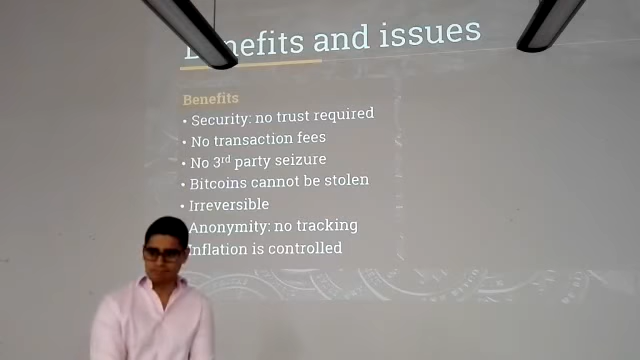 Benefits and issues
Benefits
• Security: no trust required
• No transaction fees
• No 3rd party seizure
• Bitcoins cannot be stolen
• Irreversible
Anonymity: no tracking
Inflation is controlled